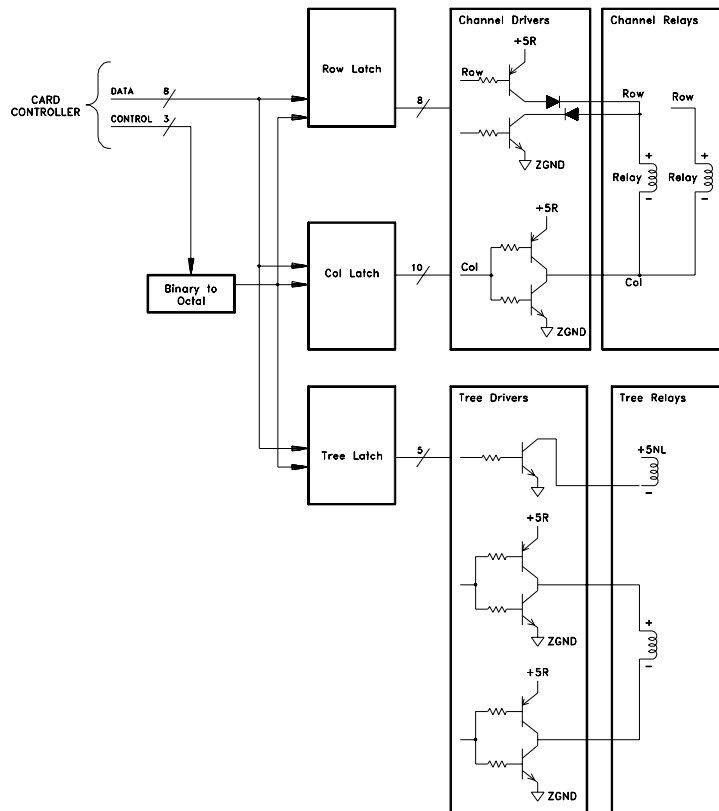 CARD
CONTROLLER
DATA
8
CONTROL
3
Binary to
Octal
Row Latch
8
Col Latch
10
Tree Latch
5
Channel Drivers
+5R
Row
ZGND
+5R
Col
ZGND
Channel Relays
Row
Row
+
+
Relay
Relay
-
-
Col
Tree Drivers
+5R
ZGND
+5R
ZGND
Tree Relays
+5NL
-
+
-